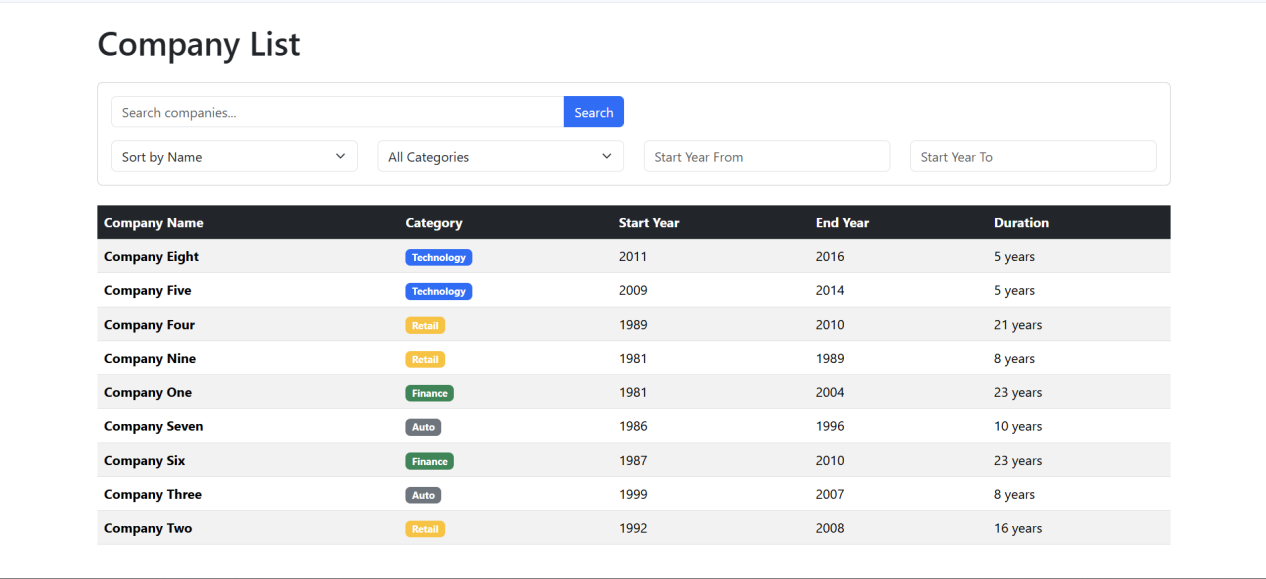 Company List
Search companies... Search
Sort by Name All Categories Start Year From Start Year To
Company Name Category Start Year End Year Duration
Company Eight Technology 2011 2016 5 years
Company Five Technology 2009 2014 5 years
Company Four Retail 1989 2010 21 years
Company Nine Retail 1981 1989 8 years
Company One Finance 1981 2004 23 years
Company Seven Auto 1986 1996 10 years
Company Six Finance 1987 2010 23 years
Company Three Auto 1999 2007 8 years
Company Two Retail 1992 2008 16 years